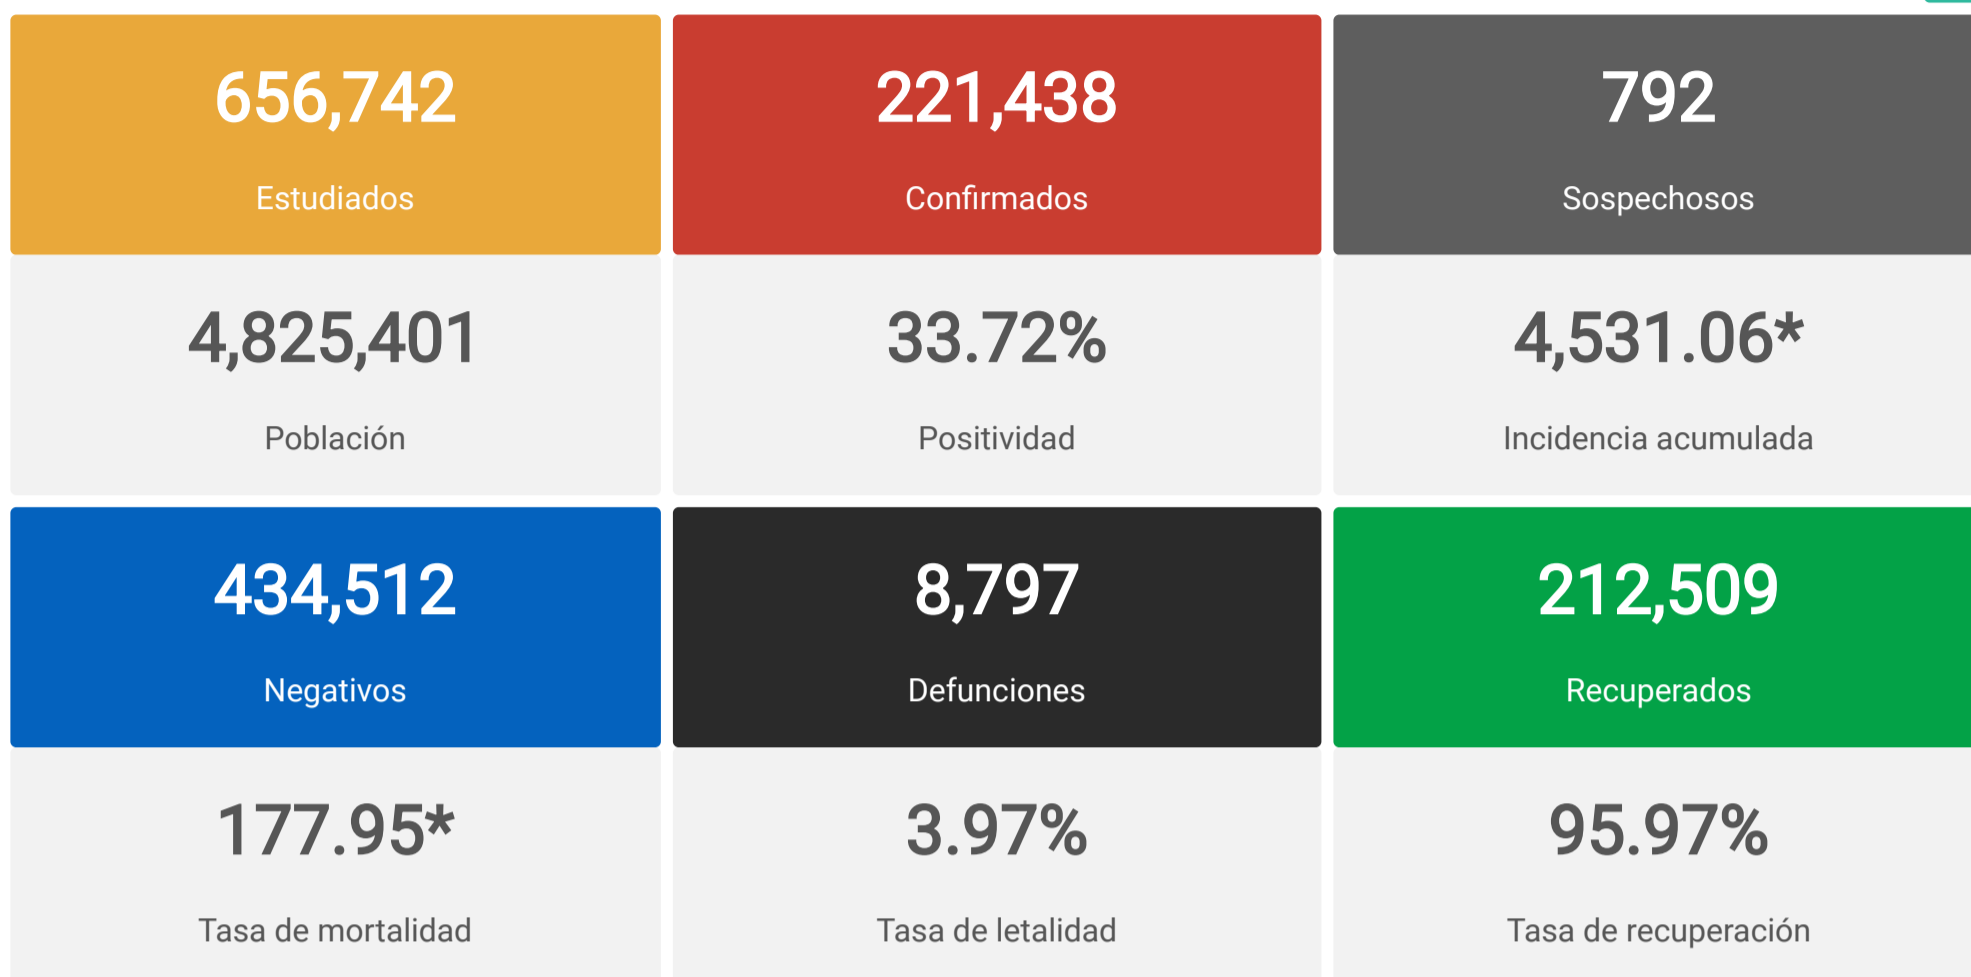 656,742
Estudiados
221,438
Confirmados
792
Sospechosos
4,825,401
Población
33.72%
Positividad
4,531.06*
Incidencia acumulada
434,512
Negativos
8,797
Defunciones
212,509
Recuperados
177.95*
Tasa de mortalidad
3.97%
Tasa de letalidad
95.97%
Tasa de recuperación